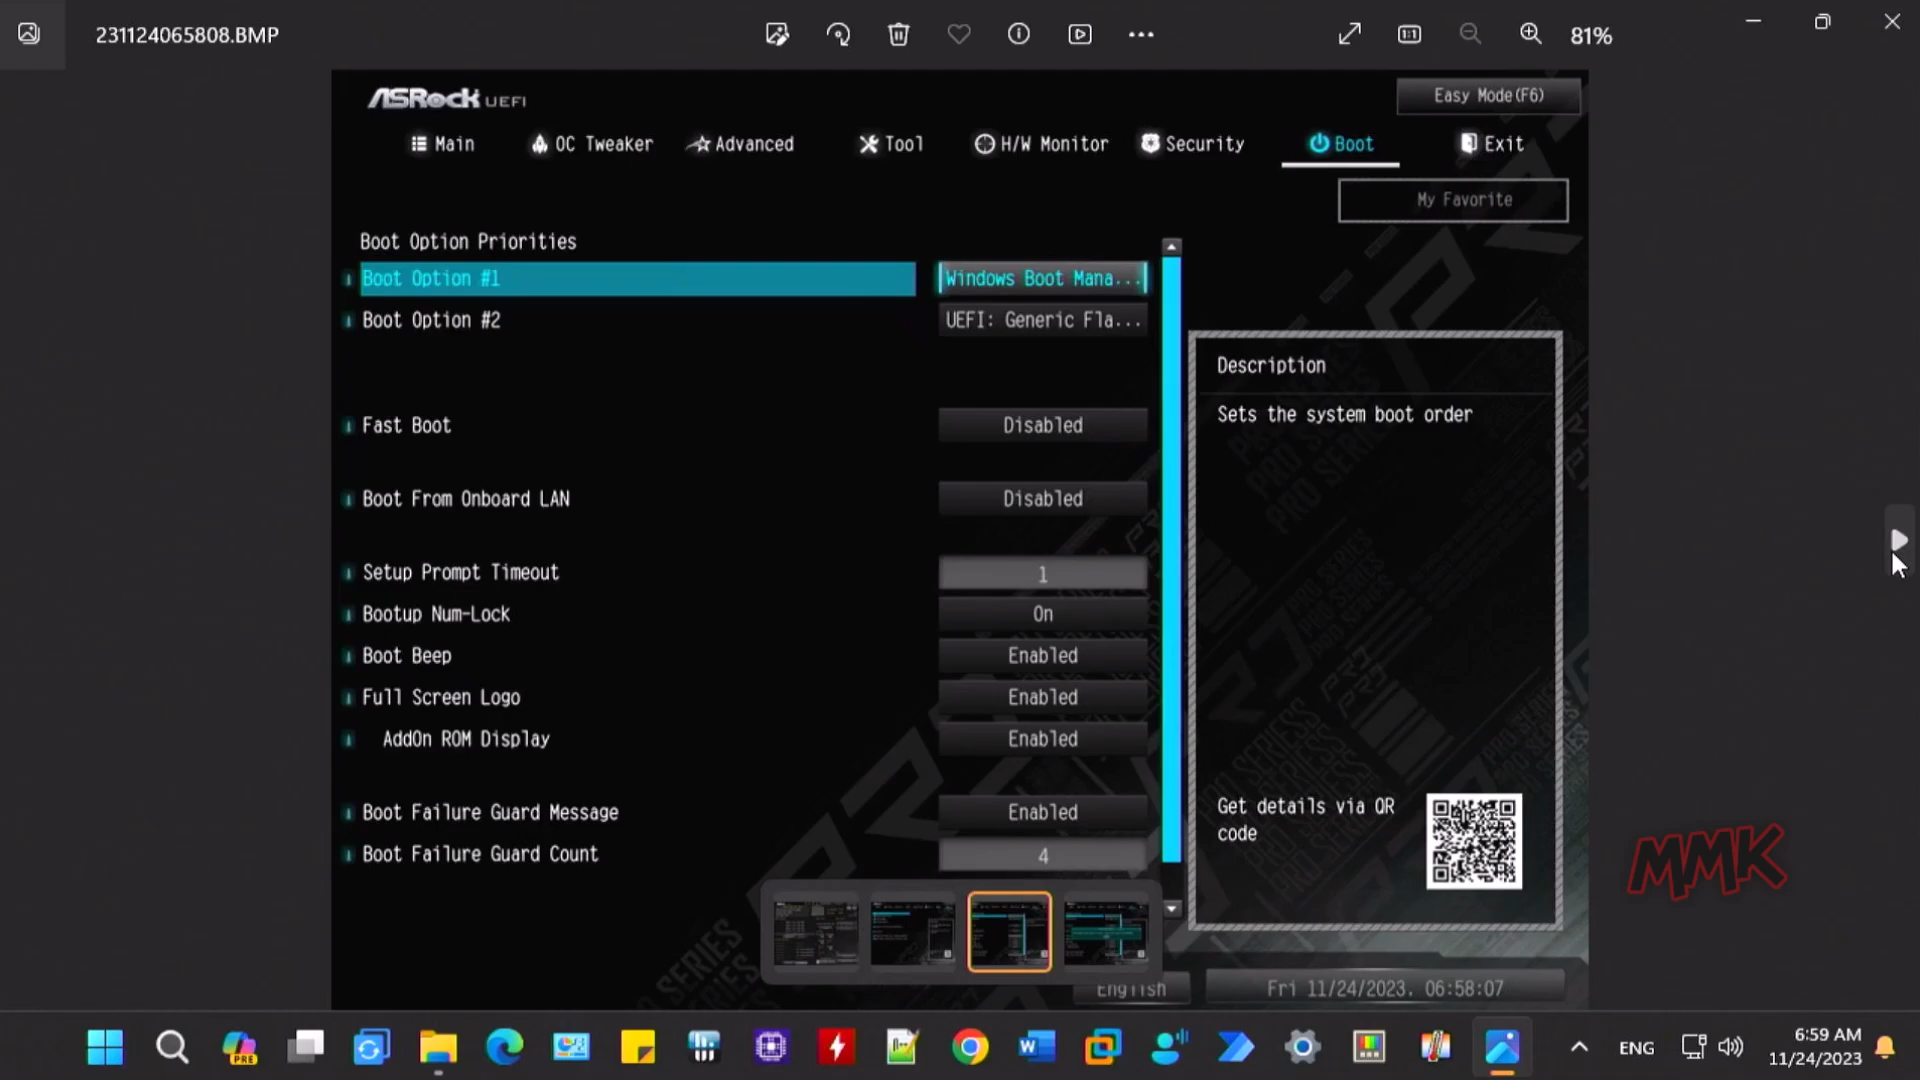 231124065808.BMP
81%
ASRock UEFI
Easy Mode(F6)
Main
OC Tweaker
Advanced
Tool
H/W Monitor
Security
Boot
Exit
My Favorite
Boot Option Priorities
Boot Option #1
Windows Boot Mana...
Boot Option #2
UEFI: Generic Fla...
Fast Boot
Disabled
Boot From Onboard LAN
Disabled
Setup Prompt Timeout
1
Bootup Num-Lock
On
Boot Beep
Enabled
Full Screen Logo
Enabled
AddOn ROM Display
Enabled
Boot Failure Guard Message
Enabled
Boot Failure Guard Count
4
Description
Sets the system boot order
Get details via QR
code
MMK
English
Fri 11/24/2023. 06:58:07
PRE
ENG
6:59 AM
11/24/2023